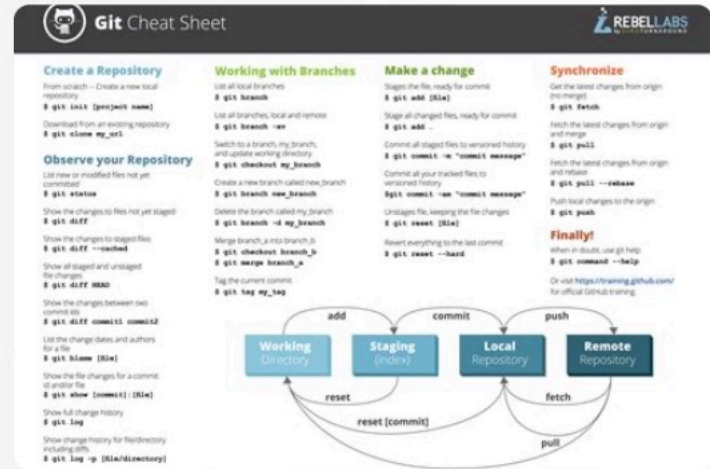 Git Cheat Sheet
REBELLABS
by ZEROTURNAROUND
Create a Repository
From scratch -- Create a new local
repository
$ git init [project name]
Download from an existing repository
$ git clone my_url
Observe your Repository
List new or modified files not yet
committed
$ git status
Show the changes to files not yet staged
$ git diff
Show the changes to staged files
$ git diff --cached
Show all staged and unstaged
file changes
$ git diff HEAD
Show the changes between two
commit ids
$ git diff commit1 commit2
List the change dates and authors
for a file
$ git blame [file]
Show the file changes for a commit
id and/or file
$ git show [commit]:[file]
Show full change history
$ git log
Show change history for file/directory
including diffs
$ git log -p [file/directory]
Working with Branches
List all local branches
$ git branch
List all branches, local and remote
$ git branch -av
Switch to a branch, my_branch,
and update working directory
$ git checkout my_branch
Create a new branch called new_branch
$ git branch new_branch
Delete the branch called my_branch
$ git branch -d my_branch
Merge branch_a into branch_b
$ git checkout branch_b
$ git merge branch_a
Tag the current commit
$ git tag my_tag
Make a change
Stages the file, ready for commit
$ git add [file]
Stage all changed files, ready for commit
$ git add .
Commit all staged files to versioned history
$ git commit -m "commit message"
Commit all your tracked files to
versioned history
$git commit -am "commit message"
Unstages file, keeping the file changes
$ git reset [file]
Revert everything to the last commit
$ git reset --hard
Synchronize
Get the latest changes from origin
(no merge)
$ git fetch
Fetch the latest changes from origin
and merge
$ git pull
Fetch the latest changes from origin
and rebase
$ git pull --rebase
Push local changes to the origin
$ git push
Finally!
When in doubt, use git help
$ git command --help
Or visit https://training.github.com/
for official GitHub training.
add
commit
push
Working
Directory
Staging
(index)
Local
Repository
Remote
Repository
reset
fetch
reset [commit]
pull